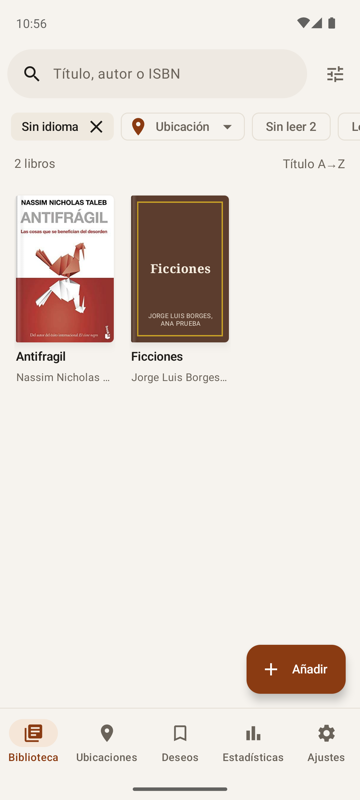 10:56
Título, autor o ISBN
Sin idioma
Ubicación
Sin leer 2
2 libros
Título A→Z
NASSIM NICHOLAS TALEB
ANTIFRÁGIL
Las cosas que se benefician del desorden
Ficciones
JORGE LUIS BORGES,
ANA PRUEBA
Antifragil
Ficciones
Nassim Nicholas ...
Jorge Luis Borges...
Añadir
Biblioteca
Ubicaciones
Deseos
Estadísticas
Ajustes